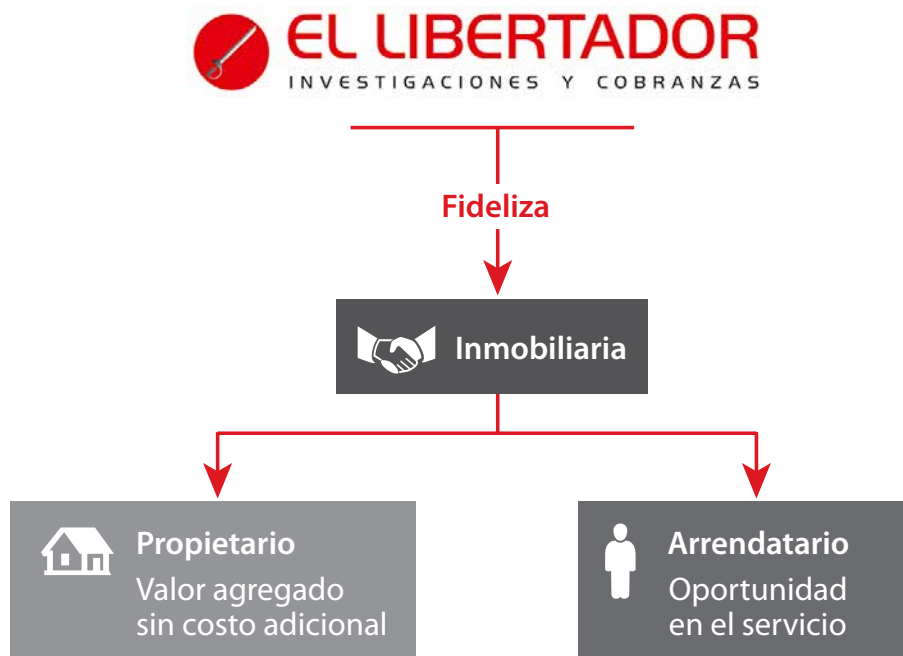 EL LIBERTADOR
INVESTIGACIONES Y COBRANZAS
Fideliza
Inmobiliaria
Propietario
Valor agregado
sin costo adicional
Arrendatario
Oportunidad
en el servicio